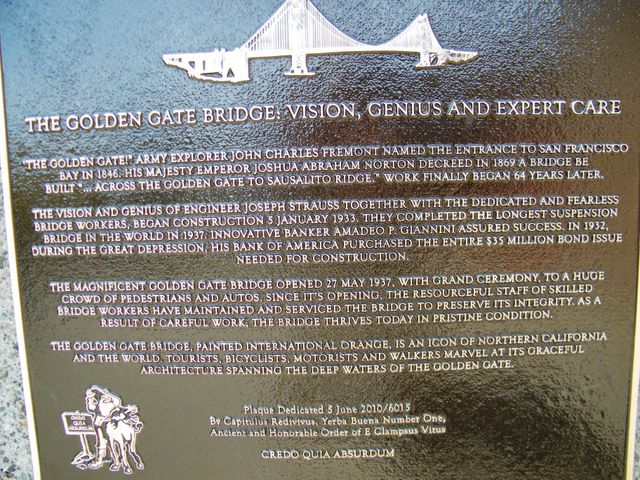 THE GOLDEN GATE BRIDGE: VISION, GENIUS AND EXPERT CARE
"THE GOLDEN GATE!" ARMY EXPLORER JOHN CHARLES FREMONT NAMED THE ENTRANCE TO SAN FRANCISCO
BAY IN 1846. HIS MAJESTY EMPEROR JOSHUA ABRAHAM NORTON DECREED IN 1869 A BRIDGE BE
BUILT "... ACROSS THE GOLDEN GATE TO SAUSALITO RIDGE." WORK FINALLY BEGAN 64 YEARS LATER.
THE VISION AND GENIUS OF ENGINEER JOSEPH STRAUSS TOGETHER WITH THE DEDICATED AND FEARLESS
BRIDGE WORKERS, BEGAN CONSTRUCTION 5 JANUARY 1933. THEY COMPLETED THE LONGEST SUSPENSION
BRIDGE IN THE WORLD IN 1937. INNOVATIVE BANKER AMADEO P. GIANNINI ASSURED SUCCESS. IN 1932,
DURING THE GREAT DEPRESSION, HIS BANK OF AMERICA PURCHASED THE ENTIRE $35 MILLION BOND ISSUE
NEEDED FOR CONSTRUCTION.
THE MAGNIFICENT GOLDEN GATE BRIDGE OPENED 27 MAY 1937, WITH GRAND CEREMONY, TO A HUGE
CROWD OF PEDESTRIANS AND AUTOS. SINCE IT'S OPENING, THE RESOURCEFUL STAFF OF SKILLED
BRIDGE WORKERS HAVE MAINTAINED AND SERVICED THE BRIDGE TO PRESERVE ITS INTEGRITY. AS A
RESULT OF CAREFUL WORK, THE BRIDGE THRIVES TODAY IN PRISTINE CONDITION.
THE GOLDEN GATE BRIDGE, PAINTED INTERNATIONAL ORANGE, IS AN ICON OF NORTHERN CALIFORNIA
AND THE WORLD. TOURISTS, BICYCLISTS, MOTORISTS AND WALKERS MARVEL AT ITS GRACEFUL
ARCHITECTURE SPANNING THE DEEP WATERS OF THE GOLDEN GATE.
CREDO
QUIA
ABSURDUM
Plaque Dedicated 5 June 2010/6015
By Capitulus Redivivus, Yerba Buena Number One,
Ancient and Honorable Order of E Clampus Vitus
CREDO QUIA ABSURDUM